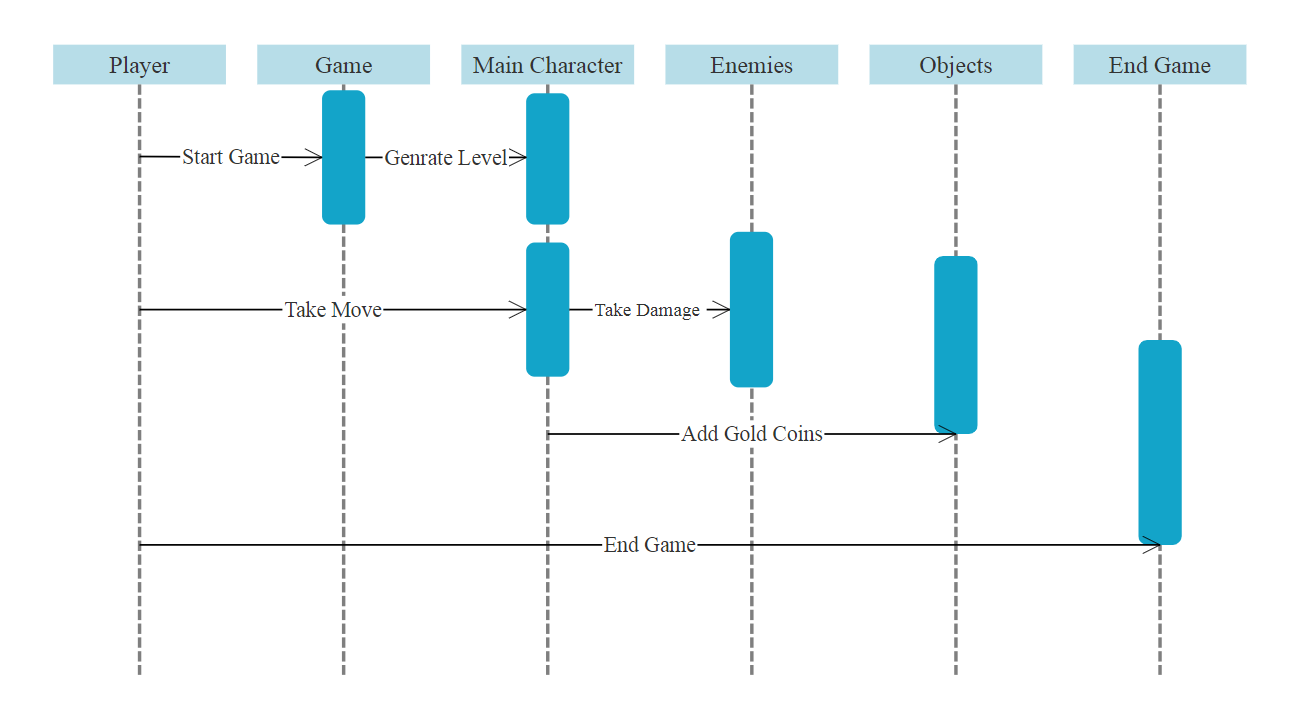 Player
Game
Main Character
Enemies
Objects
End Game
Start Game
Genrate Level
Take Move
Take Damage
Add Gold Coins
End Game